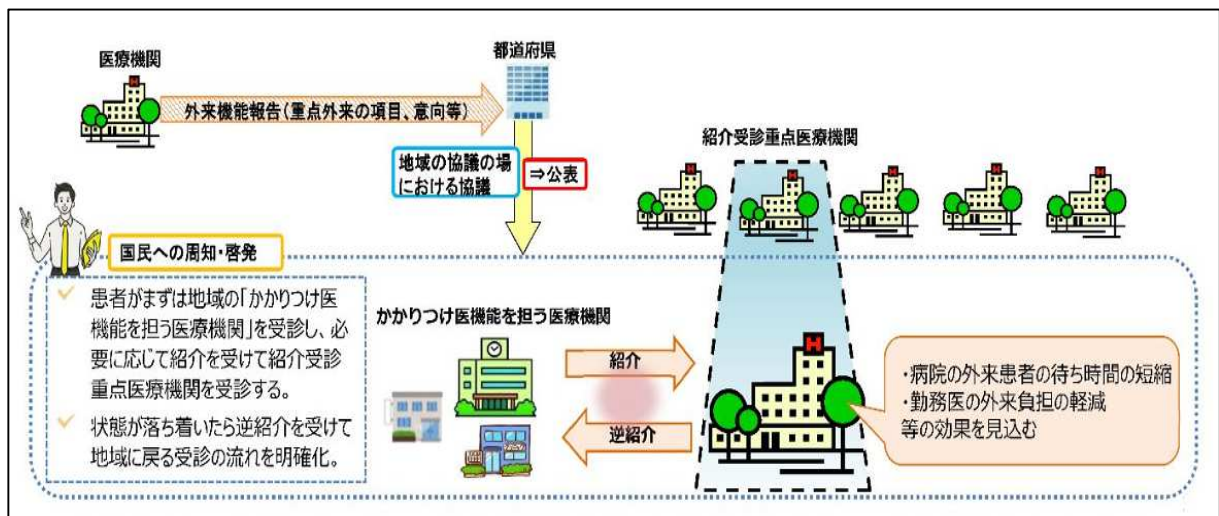 医療機関
都道府県
外来機能報告(重点外来の項目、意向等)
地域の協議の場
における協議
⇒公表
紹介受診重点医療機関
国民への周知・啓発
✓ 患者がまずは地域の「かかりつけ医
機能を担う医療機関」を受診し、必
要に応じて紹介を受けて紹介受診
重点医療機関を受診する。
✓ 状態が落ち着いたら逆紹介を受けて
地域に戻る受診の流れを明確化。
かかりつけ医機能を担う医療機関
紹介
逆紹介
・病院の外来患者の待ち時間の短縮
・勤務医の外来負担の軽減
等の効果を見込む
H
H
H
H
H
H
H